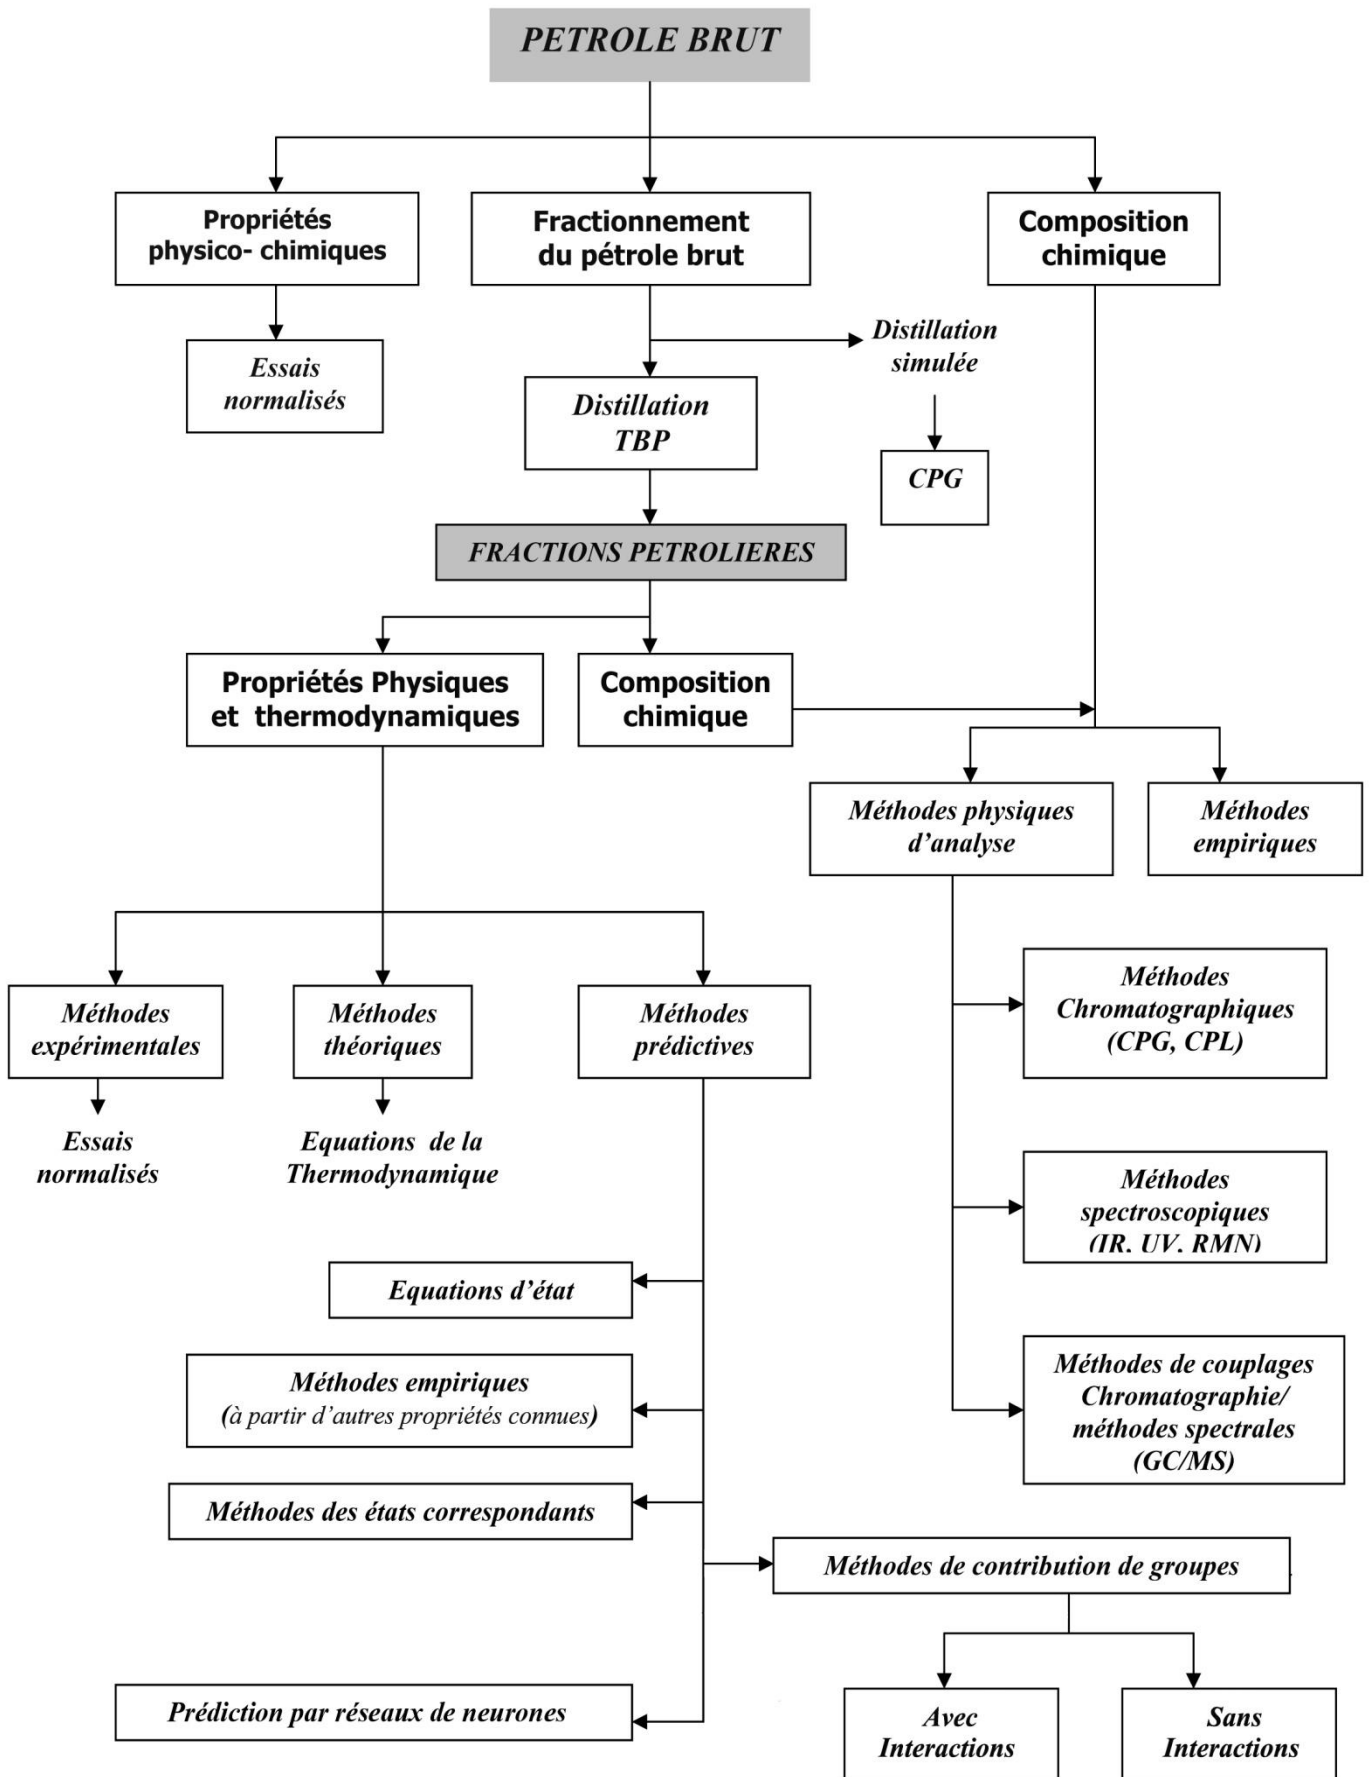 PETROLE BRUT
Propriétés
physico- chimiques
Fractionnement
du pétrole brut
Composition
chimique
Essais
normalisés
Distillation
simulée
Distillation
TBP
CPG
FRACTIONS PETROLIERES
Propriétés Physiques
et thermodynamiques
Composition
chimique
Méthodes physiques
d'analyse
Méthodes
empiriques
Méthodes
Chromatographiques
(CPG, CPL)
Méthodes
expérimentales
Méthodes
théoriques
Méthodes
prédictives
Essais
normalisés
Equations de la
Thermodynamique
Méthodes
spectroscopiques
(IR, UV, RMN)
Equations d'état
Méthodes empiriques
(à partir d'autres propriétés connues)
Méthodes de couplages
Chromatographie/
méthodes spectrales
(GC/MS)
Méthodes des états correspondants
Méthodes de contribution de groupes
Prédiction par réseaux de neurones
Avec
Interactions
Sans
Interactions